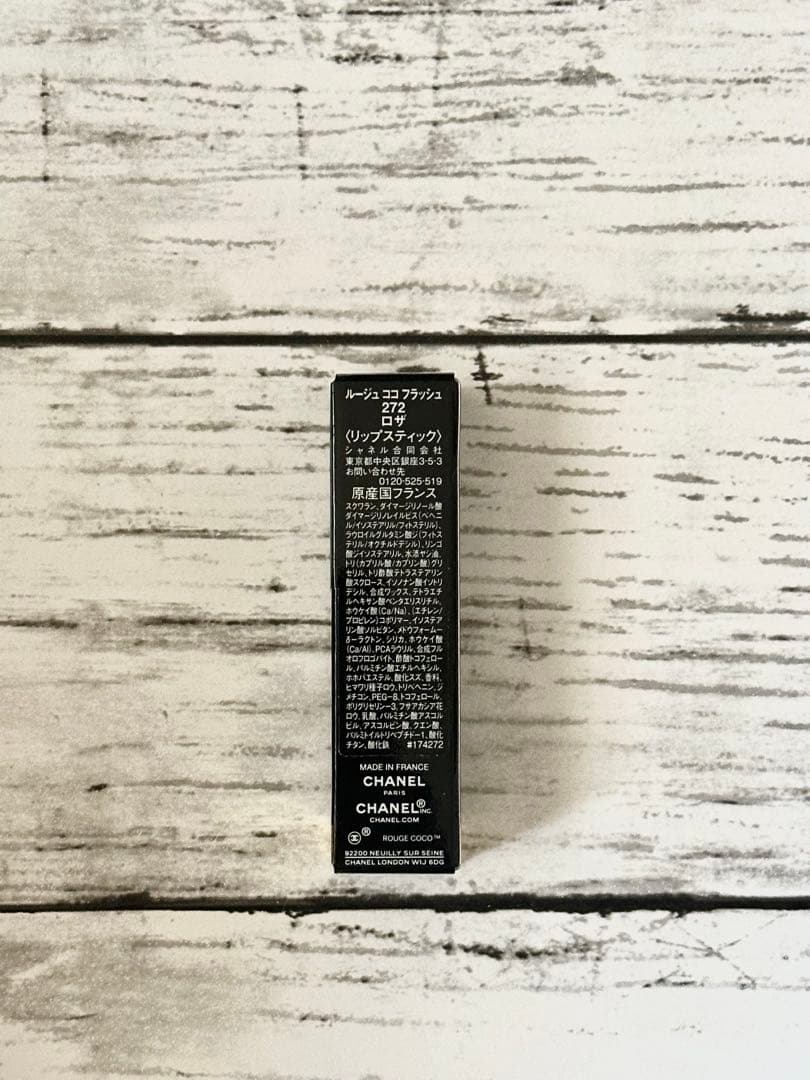 ルージュ ココ フラッシュ
272
ロザ
〈リップスティック〉
シャネル合同会社
東京都中央区銀座3-5-3
お問い合わせ先
0120-525-519
原産国フランス
スクワラン、ダイマージリノール酸
ダイマージリノレイルビス(ベヘニ
ル/イソステアリル/フィトステリル)、
ラウロイルグルタミン酸ジ(フィトス
テリル/オクチルドデシル)、リンゴ
酸ジイソステアリル、水添ヤシ油、
トリ(カプリル酸/カプリン酸)グリ
セリル、トリ酢酸テトラステアリン
酸スクロース、イソノナン酸イソトリ
デシル、合成ワックス、テトラエチ
ルヘキサン酸ペンタエリスリチル、
ホウケイ酸(Ca/Na)、(エチレン/
プロピレン)コポリマー、イソステア
リン酸ソルビタン、メドウフォーム-
δ-ラクトン、シリカ、ホウケイ酸
(Ca/Al)、PCAラウリル、合成フル
オロフロゴパイト、酢酸トコフェロー
ル、パルミチン酸エチルヘキシル、
ホホバエステル、酸化スズ、香料、
ヒマワリ種子ロウ、トリベヘニン、ジ
メチコン、PEG-8、トコフェロール、
ポリグリセリン-3、フサアカシア花
ロウ、乳酸、パルミチン酸アスコル
ビル、アスコルビン酸、クエン酸、
パルミトイルトリペプチド-1、酸化
チタン、酸化鉄 #174272
MADE IN FRANCE
CHANEL
PARIS
CHANEL® INC.
CHANEL.COM
® ROUGE COCO™
92200 NEUILLY SUR SEINE
CHANEL LONDON W1J 6DG